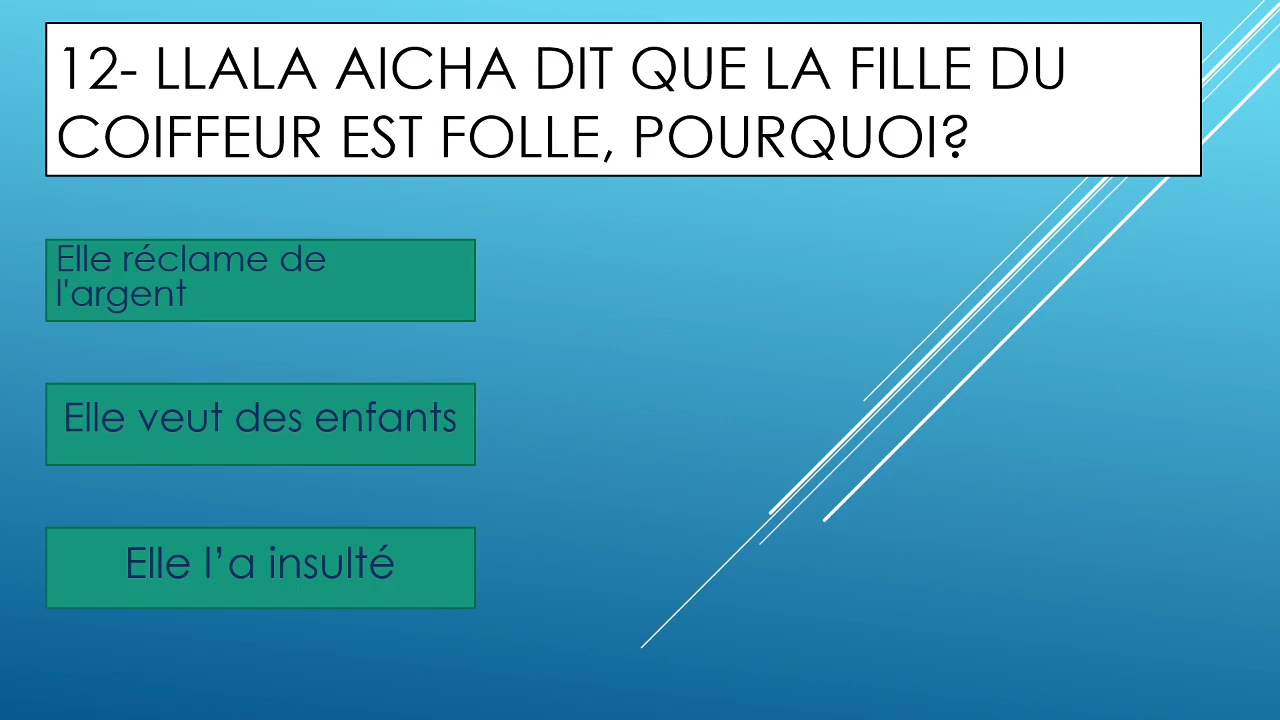 12- LLALA AICHA DIT QUE LA FILLE DU
COIFFEUR EST FOLLE, POURQUOI?
Elle réclame de
l'argent
Elle veut des enfants
Elle l’a insulté